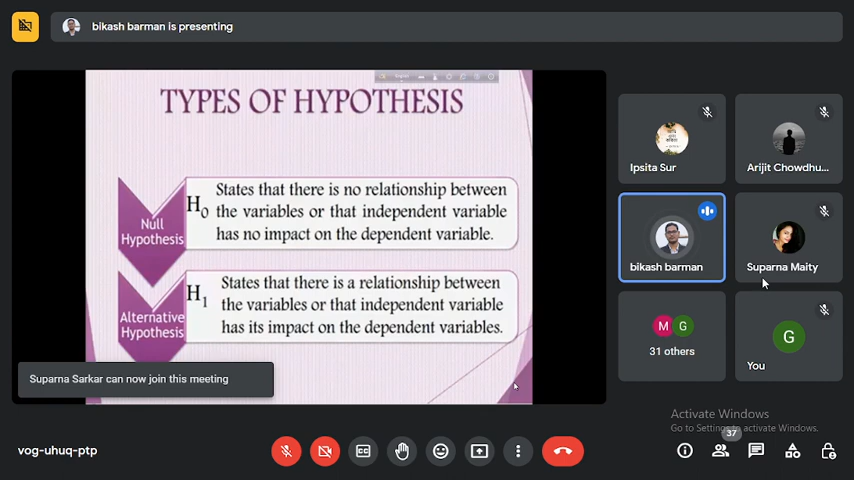 bikash barman is presenting
English
TYPES OF HYPOTHESIS
Null
Hypothesis
H0
States that there is no relationship between
the variables or that independent variable
has no impact on the dependent variable.
Alternative
Hypothesis
H1
States that there is a relationship between
the variables or that independent variable
has its impact on the dependent variables.
Suparna Sarkar can now join this meeting
Ipsita Sur
Arijit Chowdhu...
bikash barman
Suparna Maity
M G
31 others
G
You
Activate Windows
Go to Settings to activate Windows.
vog-uhuq-ptp
37